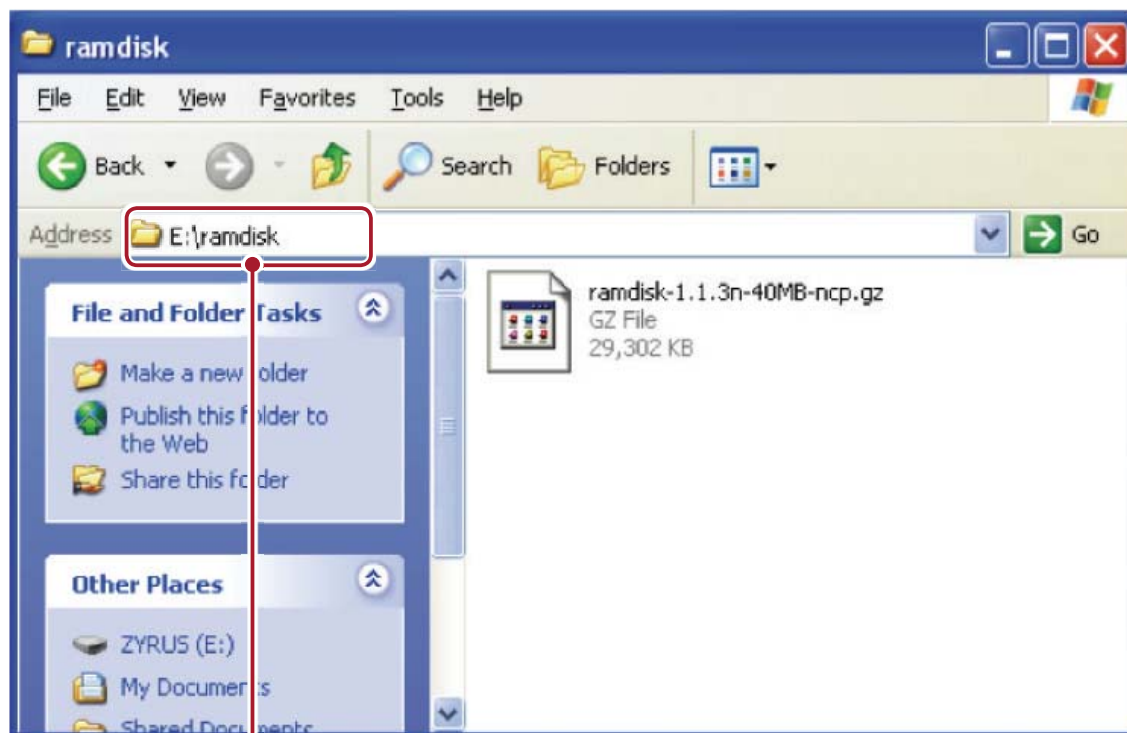 ramdisk
File Edit View Favorites Tools Help
Back Search Folders
Address E:\ramdisk Go
File and Folder Tasks
Make a new folder
Publish this folder to
the Web
Share this folder
Other Places
ZYRUS (E:)
My Documents
Shared Documents
ramdisk-1.1.3n-40MB-ncp.gz
GZ File
29,302 KB